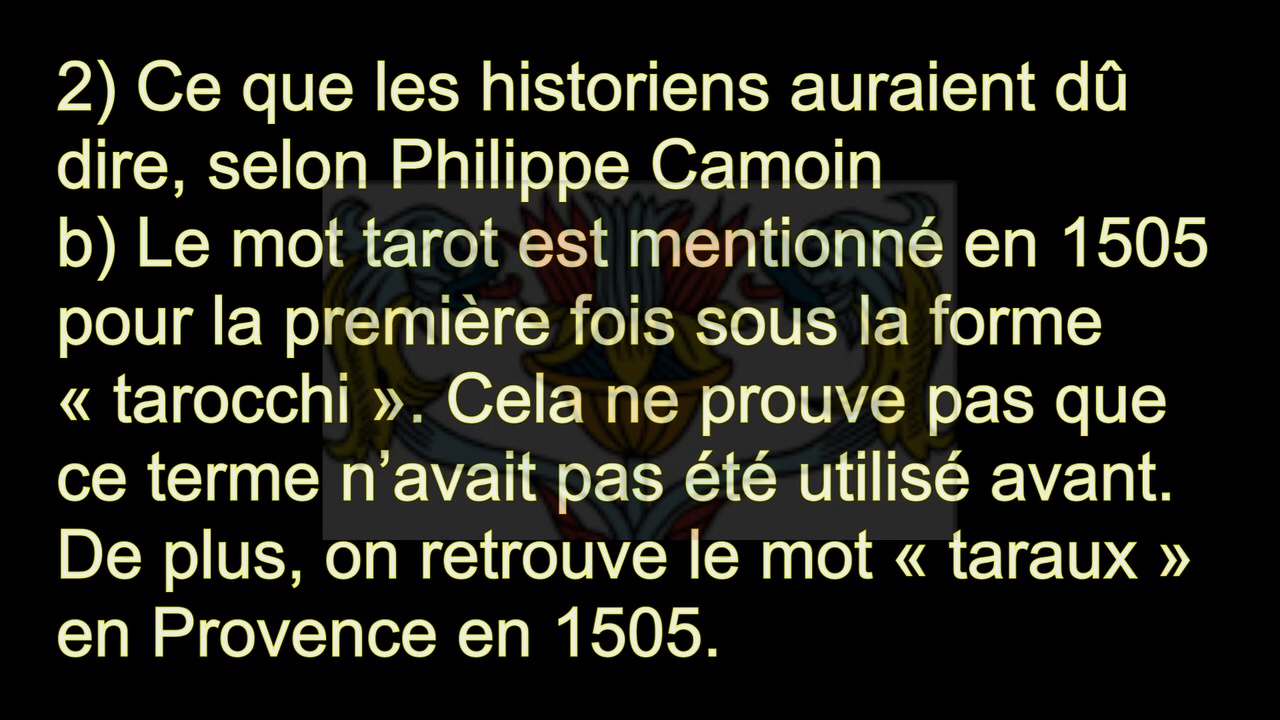 2) Ce que les historiens auraient dû
dire, selon Philippe Camoin
b) Le mot tarot est mentionné en 1505
pour la première fois sous la forme
« tarocchi ». Cela ne prouve pas que
ce terme n’avait pas été utilisé avant.
De plus, on retrouve le mot « taraux »
en Provence en 1505.